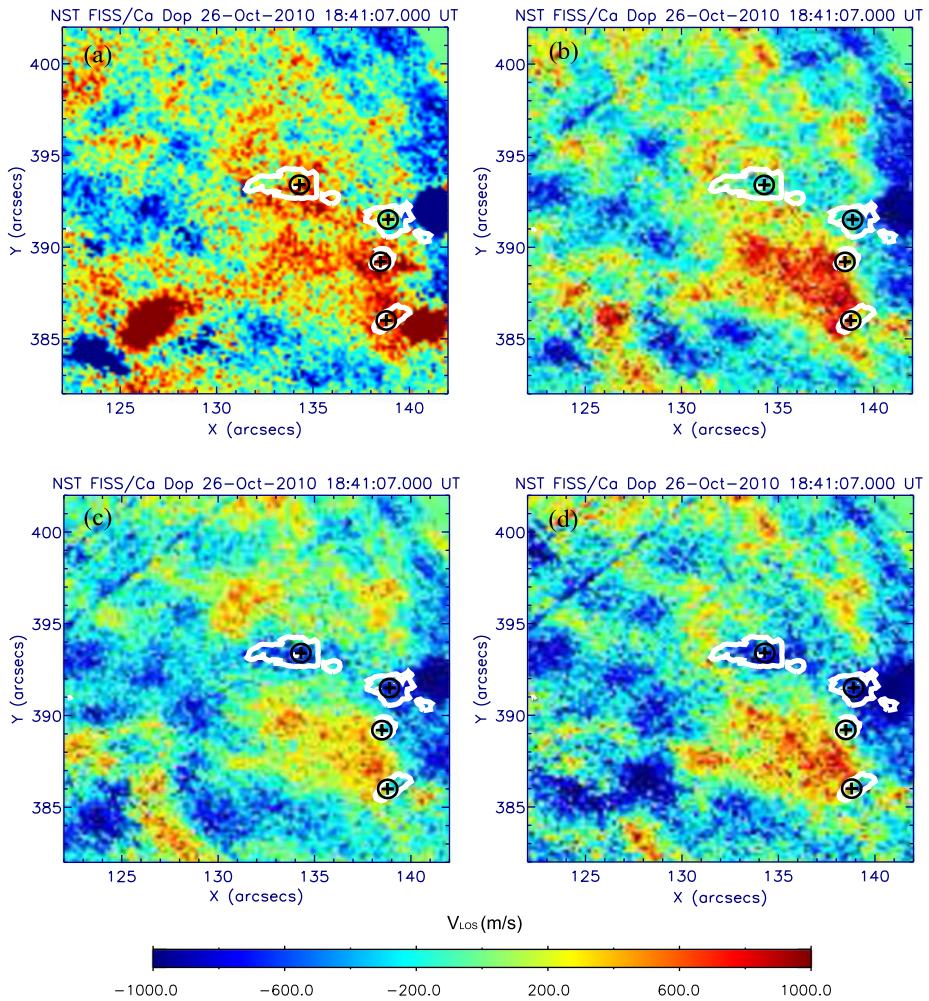 NST FISS/Ca Dop 26-Oct-2010 18:41:07.000 UT
(a)
400
395
390
385
Y (arcsecs)
125 130 135 140
X (arcsecs)
NST FISS/Ca Dop 26-Oct-2010 18:41:07.000 UT
(b)
400
395
390
385
Y (arcsecs)
125 130 135 140
X (arcsecs)
NST FISS/Ca Dop 26-Oct-2010 18:41:07.000 UT
(c)
400
395
390
385
Y (arcsecs)
125 130 135 140
X (arcsecs)
NST FISS/Ca Dop 26-Oct-2010 18:41:07.000 UT
(d)
400
395
390
385
Y (arcsecs)
125 130 135 140
X (arcsecs)
VLOS (m/s)
−1000.0 −600.0 −200.0 200.0 600.0 1000.0